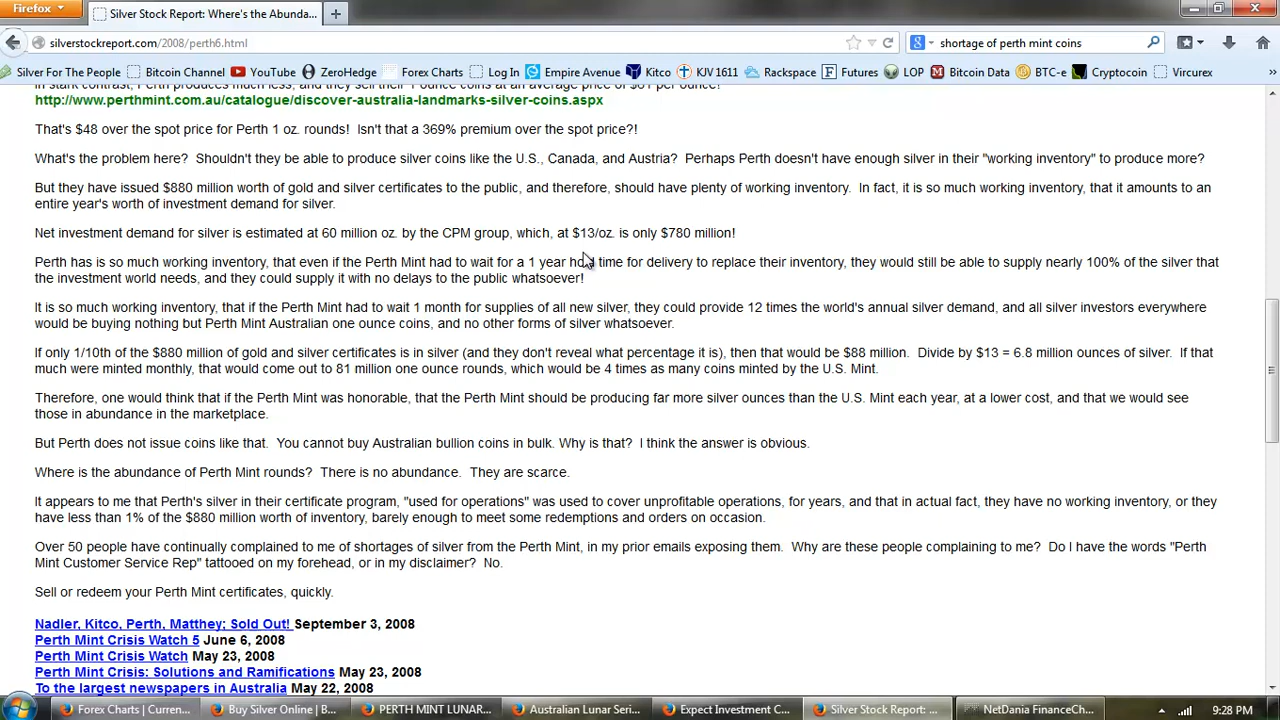 Firefox
Silver Stock Report: Where's the Abunda...
silverstockreport.com/2008/perth6.html
shortage of perth mint coins
Silver For The People
Bitcoin Channel
YouTube
ZeroHedge
Forex Charts
Log In
Empire Avenue
Kitco
KJV 1611
Rackspace
Futures
LOP
Bitcoin Data
BTC-e
Cryptocoin
Vircurex
in stark contrast, Perth produces much less, and they sell their 1 ounce coins at an average price of $61 per ounce!
http://www.perthmint.com.au/catalogue/discover-australia-landmarks-silver-coins.aspx
That's $48 over the spot price for Perth 1 oz. rounds!  Isn't that a 369% premium over the spot price?!
What's the problem here?  Shouldn't they be able to produce silver coins like the U.S., Canada, and Austria?  Perhaps Perth doesn't have enough silver in their "working inventory" to produce more?
But they have issued $880 million worth of gold and silver certificates to the public, and therefore, should have plenty of working inventory.  In fact, it is so much working inventory, that it amounts to an
entire year's worth of investment demand for silver.
Net investment demand for silver is estimated at 60 million oz. by the CPM group, which, at $13/oz. is only $780 million!
Perth has is so much working inventory, that even if the Perth Mint had to wait for a 1 year hold time for delivery to replace their inventory, they would still be able to supply nearly 100% of the silver that
the investment world needs, and they could supply it with no delays to the public whatsoever!
It is so much working inventory, that if the Perth Mint had to wait 1 month for supplies of all new silver, they could provide 12 times the world's annual silver demand, and all silver investors everywhere
would be buying nothing but Perth Mint Australian one ounce coins, and no other forms of silver whatsoever.
If only 1/10th of the $880 million of gold and silver certificates is in silver (and they don't reveal what percentage it is), then that would be $88 million.  Divide by $13 = 6.8 million ounces of silver.  If that
much were minted monthly, that would come out to 81 million one ounce rounds, which would be 4 times as many coins minted by the U.S. Mint.
Therefore, one would think that if the Perth Mint was honorable, that the Perth Mint should be producing far more silver ounces than the U.S. Mint each year, at a lower cost, and that we would see
those in abundance in the marketplace.
But Perth does not issue coins like that.  You cannot buy Australian bullion coins in bulk. Why is that?  I think the answer is obvious.
Where is the abundance of Perth Mint rounds?  There is no abundance.  They are scarce.
It appears to me that Perth's silver in their certificate program, "used for operations" was used to cover unprofitable operations, for years, and that in actual fact, they have no working inventory, or they
have less than 1% of the $880 million worth of inventory, barely enough to meet some redemptions and orders on occasion.
Over 50 people have continually complained to me of shortages of silver from the Perth Mint, in my prior emails exposing them.  Why are these people complaining to me?  Do I have the words "Perth
Mint Customer Service Rep" tattooed on my forehead, or in my disclaimer?  No.
Sell or redeem your Perth Mint certificates, quickly.
Nadler, Kitco, Perth, Matthey; Sold Out! September 3, 2008
Perth Mint Crisis Watch 5 June 6, 2008
Perth Mint Crisis Watch May 23, 2008
Perth Mint Crisis: Solutions and Ramifications May 23, 2008
To the largest newspapers in Australia May 22, 2008
Forex Charts | Curren...
Buy Silver Online | B...
PERTH MINT LUNAR...
Australian Lunar Seri...
Expect Investment C...
Silver Stock Report: ...
NetDania FinanceCh...
9:28 PM